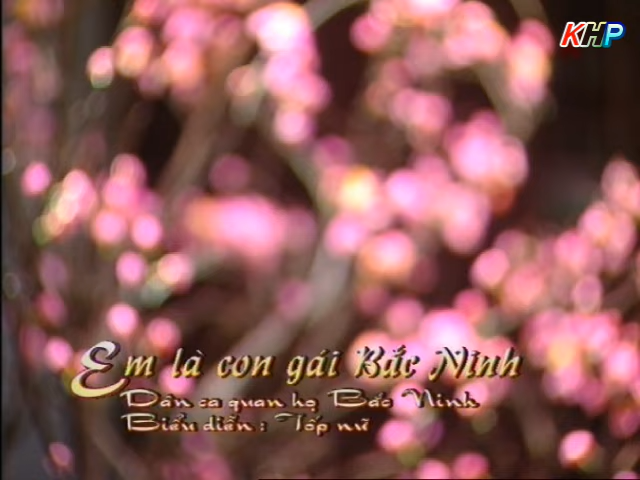 KHP
Em là con gái Bắc Ninh
Dân ca quan họ Bắc Ninh
Biểu diễn : Tốp nữ